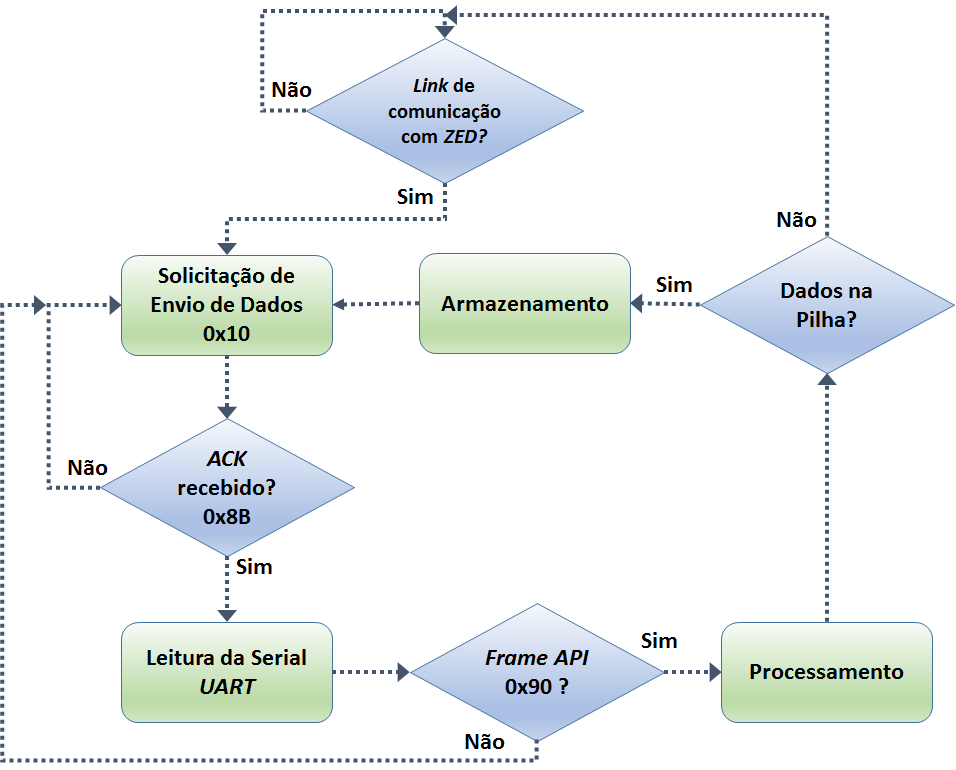 Link de
comunicação
com ZED?
Não
Sim
Solicitação de
Envio de Dados
0x10
Armazenamento
Sim
Não
Dados na
Pilha?
ACK
recebido?
0x8B
Não
Sim
Leitura da Serial
UART
Frame API
0x90 ?
Sim
Não
Processamento